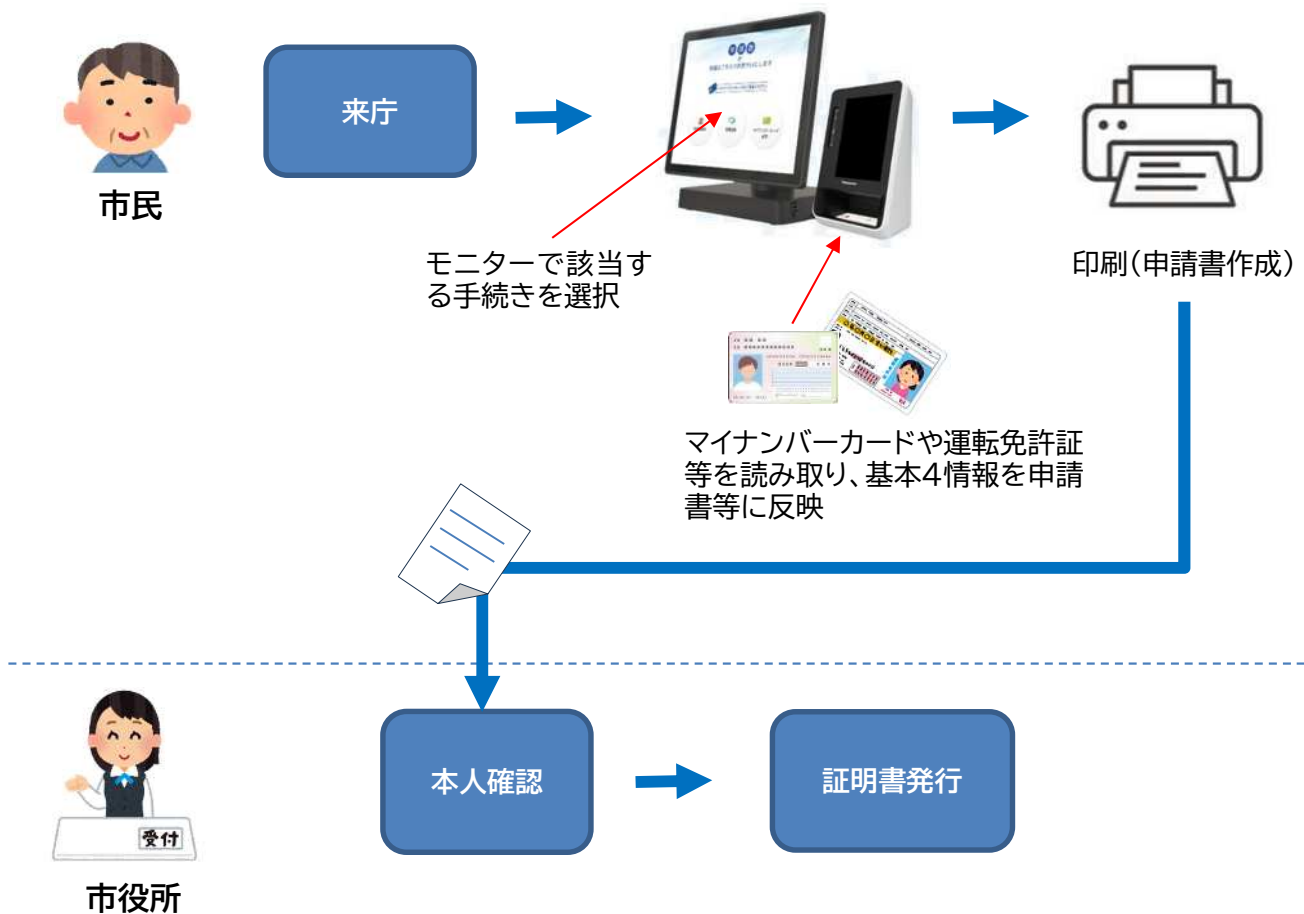 来庁
市民
モニターで該当す
る手続きを選択
印刷(申請書作成)
マイナンバーカードや運転免許証
等を読み取り、基本4情報を申請
書等に反映
受付
市役所
本人確認
証明書発行